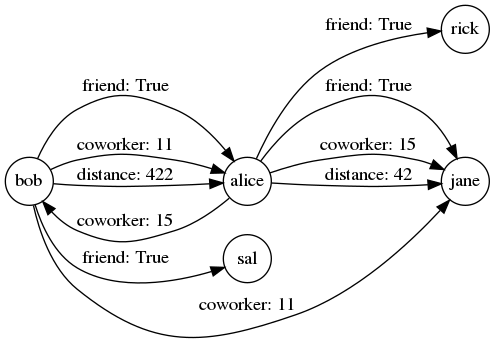 friend: True
rick
friend: True
friend: True
coworker: 11
coworker: 15
distance: 422
distance: 42
bob
alice
jane
coworker: 15
friend: True
sal
coworker: 11